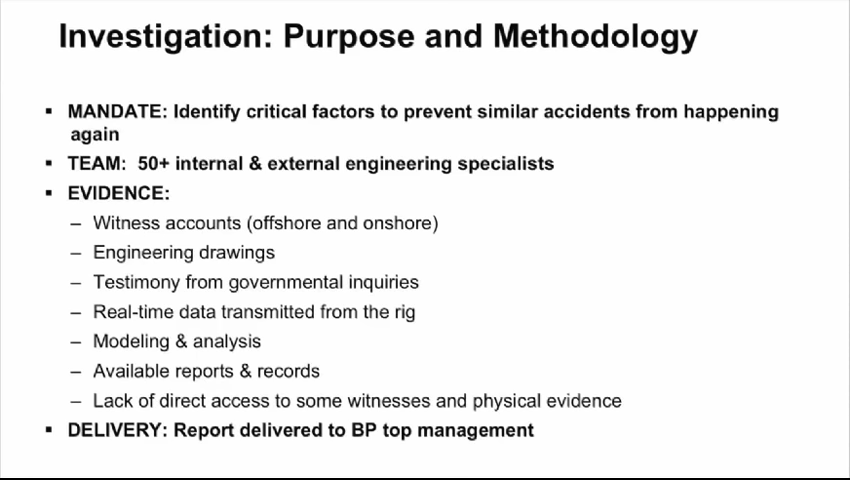 Investigation: Purpose and Methodology
▪ MANDATE: Identify critical factors to prevent similar accidents from happening
again
▪ TEAM: 50+ internal & external engineering specialists
▪ EVIDENCE:
– Witness accounts (offshore and onshore)
– Engineering drawings
– Testimony from governmental inquiries
– Real-time data transmitted from the rig
– Modeling & analysis
– Available reports & records
– Lack of direct access to some witnesses and physical evidence
▪ DELIVERY: Report delivered to BP top management